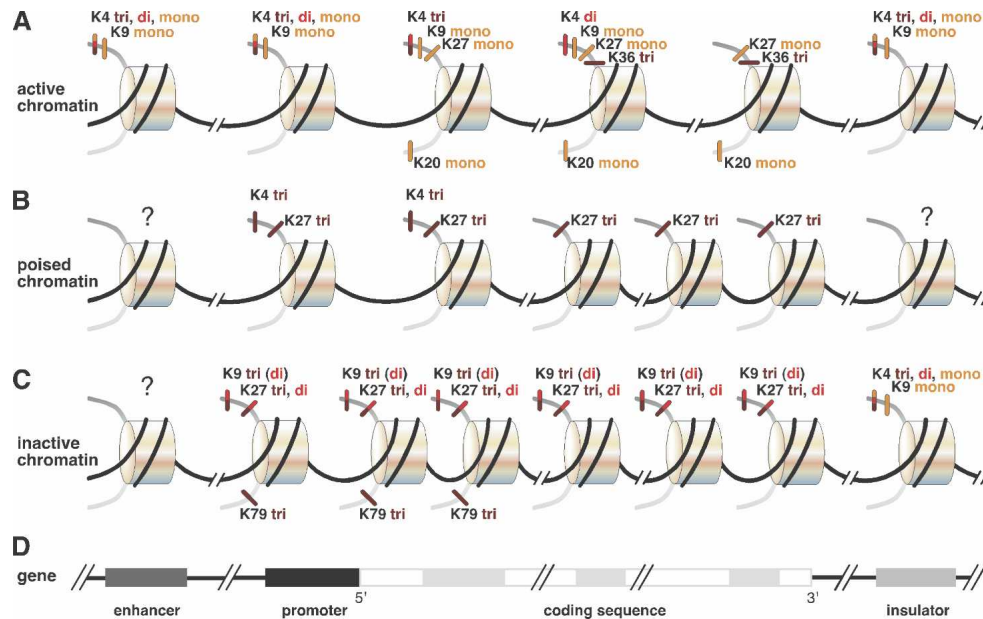 A
K4 tri, di, mono
K9 mono
K4 tri, di, mono
K9 mono
K4 tri
K9 mono
K27 mono
K4 di
K9 mono
K27 mono
K36 tri
K27 mono
K36 tri
K4 tri, di, mono
K9 mono
active
chromatin
K20 mono
K20 mono
K20 mono
B
?
K4 tri
K27 tri
K4 tri
K27 tri
K27 tri
K27 tri
K27 tri
?
poised
chromatin
C
?
K9 tri (di)
K27 tri, di
K9 tri (di)
K27 tri, di
K9 tri (di)
K27 tri, di
K9 tri (di)
K27 tri, di
K9 tri (di)
K27 tri, di
K9 tri (di)
K27 tri, di
K4 tri, di, mono
K9 mono
inactive
chromatin
K79 tri
K79 tri
K79 tri
D
gene
5'
3'
enhancer
promoter
coding sequence
insulator